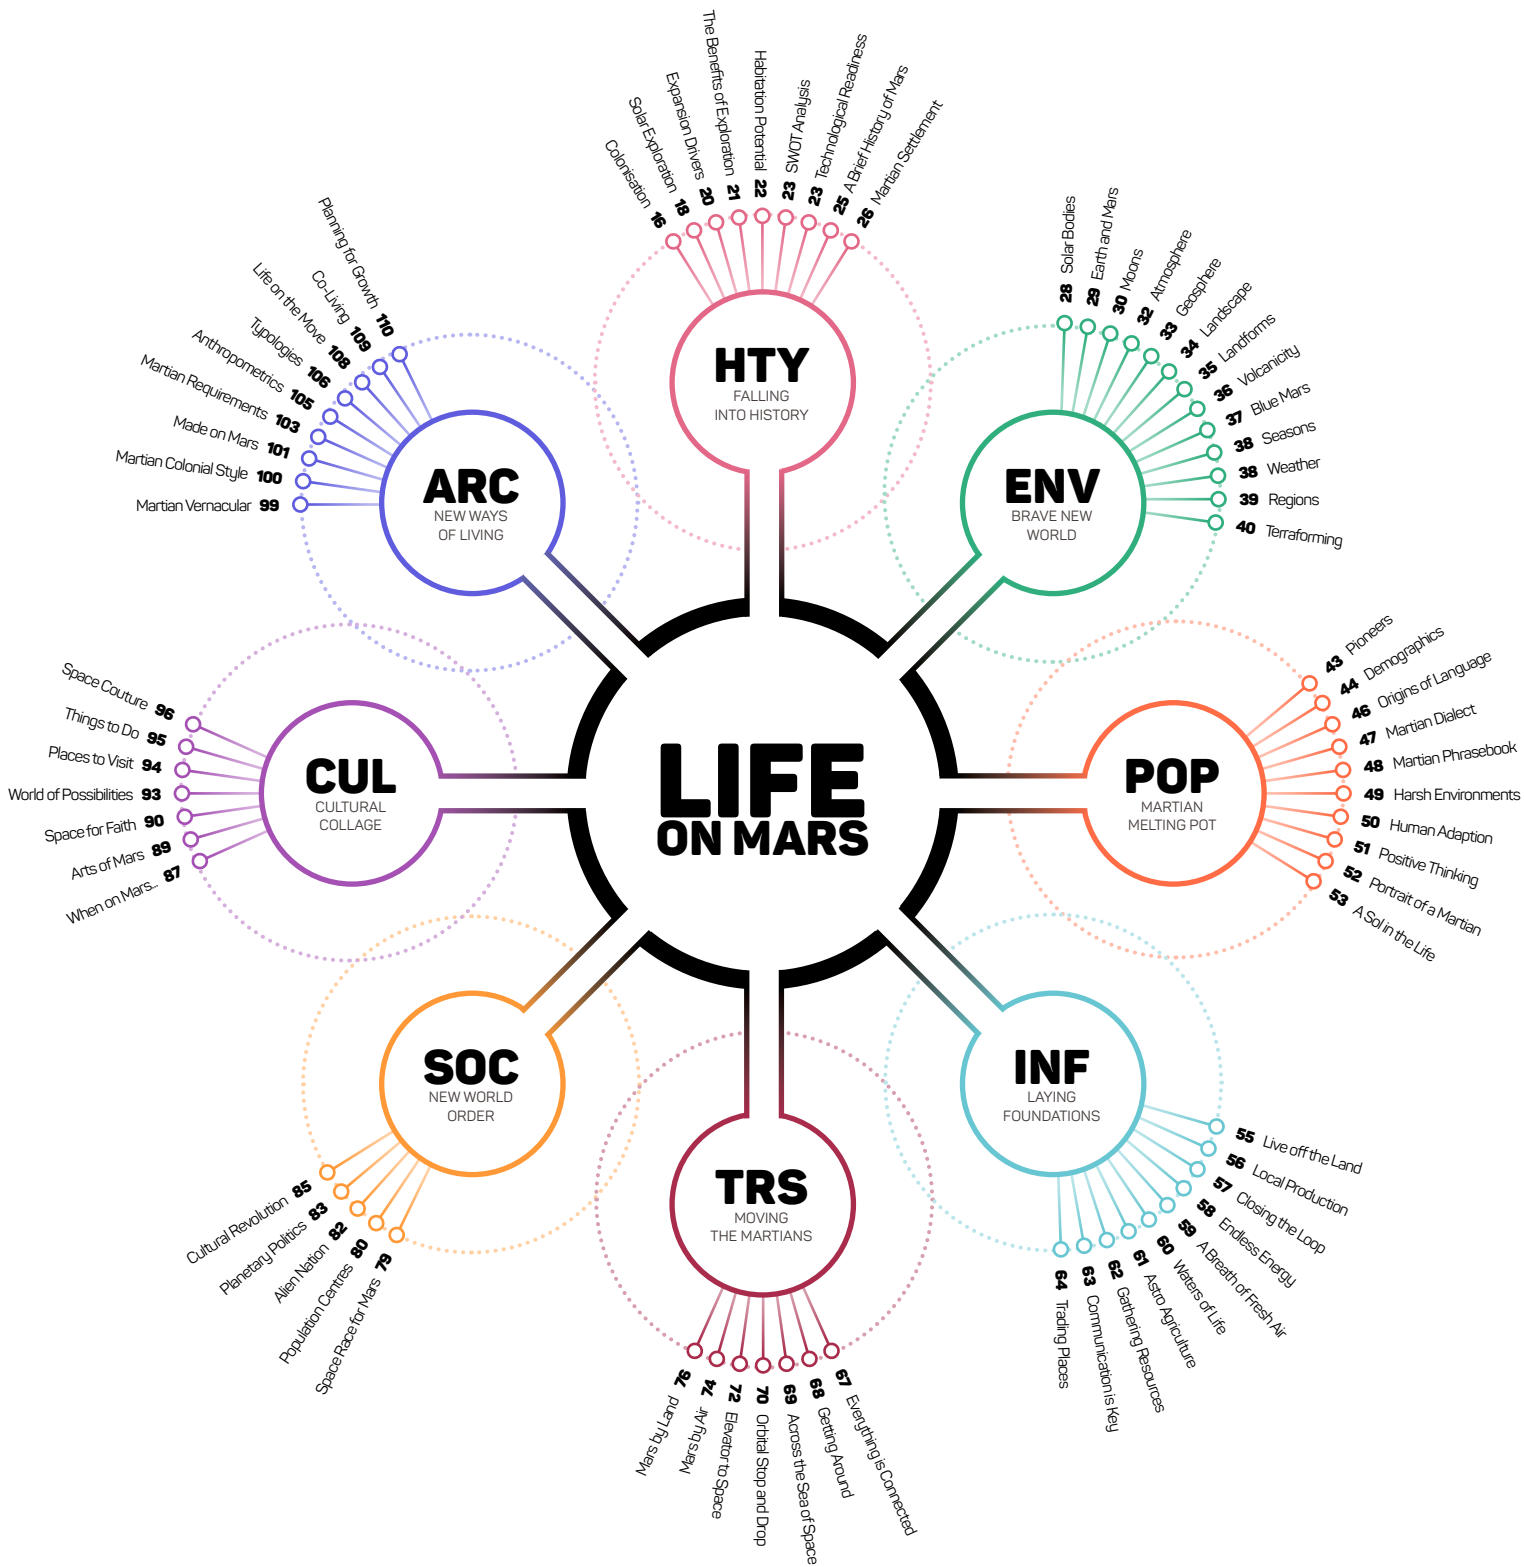 LIFE
ON MARS
HTY
FALLING
INTO HISTORY
Colonisation 16
Solar Exploration 18
Expansion Drivers 20
The Benefits of Exploration 21
Habitation Potential 22
23 SWOT Analysis
23 Technological Readiness
25 A Brief History of Mars
26 Martian Settlement
ENV
BRAVE NEW
WORLD
28 Solar Bodies
29 Earth and Mars
30 Moons
32 Atmosphere
33 Geosphere
34 Landscape
35 Landforms
36 Volcanicity
37 Blue Mars
38 Seasons
38 Weather
39 Regions
40 Terraforming
POP
MARTIAN
MELTING POT
43 Pioneers
44 Demographics
46 Origins of Language
47 Martian Dialect
48 Martian Phrasebook
49 Harsh Environments
50 Human Adaption
51 Positive Thinking
52 Portrait of a Martian
53 A Sol in the Life
INF
LAYING
FOUNDATIONS
55 Live off the Land
56 Local Production
57 Closing the Loop
58 Endless Energy
59 A Breath of Fresh Air
60 Waters of Life
61 Astro Agriculture
62 Gathering Resources
63 Communication is Key
64 Trading Places
TRS
MOVING
THE MARTIANS
67 Everything is Connected
68 Getting Around
69 Across the Sea of Space
70 Orbital Stop and Drop
72 Elevator to Space
Mars by Air 74
Mars by Land 76
SOC
NEW WORLD
ORDER
Space Race for Mars 79
Population Centres 80
Alien Nation 82
Planetary Politics 83
Cultural Revolution 85
CUL
CULTURAL
COLLAGE
When on Mars... 87
Arts of Mars 89
Space for Faith 90
World of Possibilities 93
Places to Visit 94
Things to Do 95
Space Couture 96
ARC
NEW WAYS
OF LIVING
Martian Vernacular 99
Martian Colonial Style 100
Made on Mars 101
Martian Requirements 103
Anthropometrics 105
Typologies 106
Life on the Move 108
Co-Living 109
Planning for Growth 110